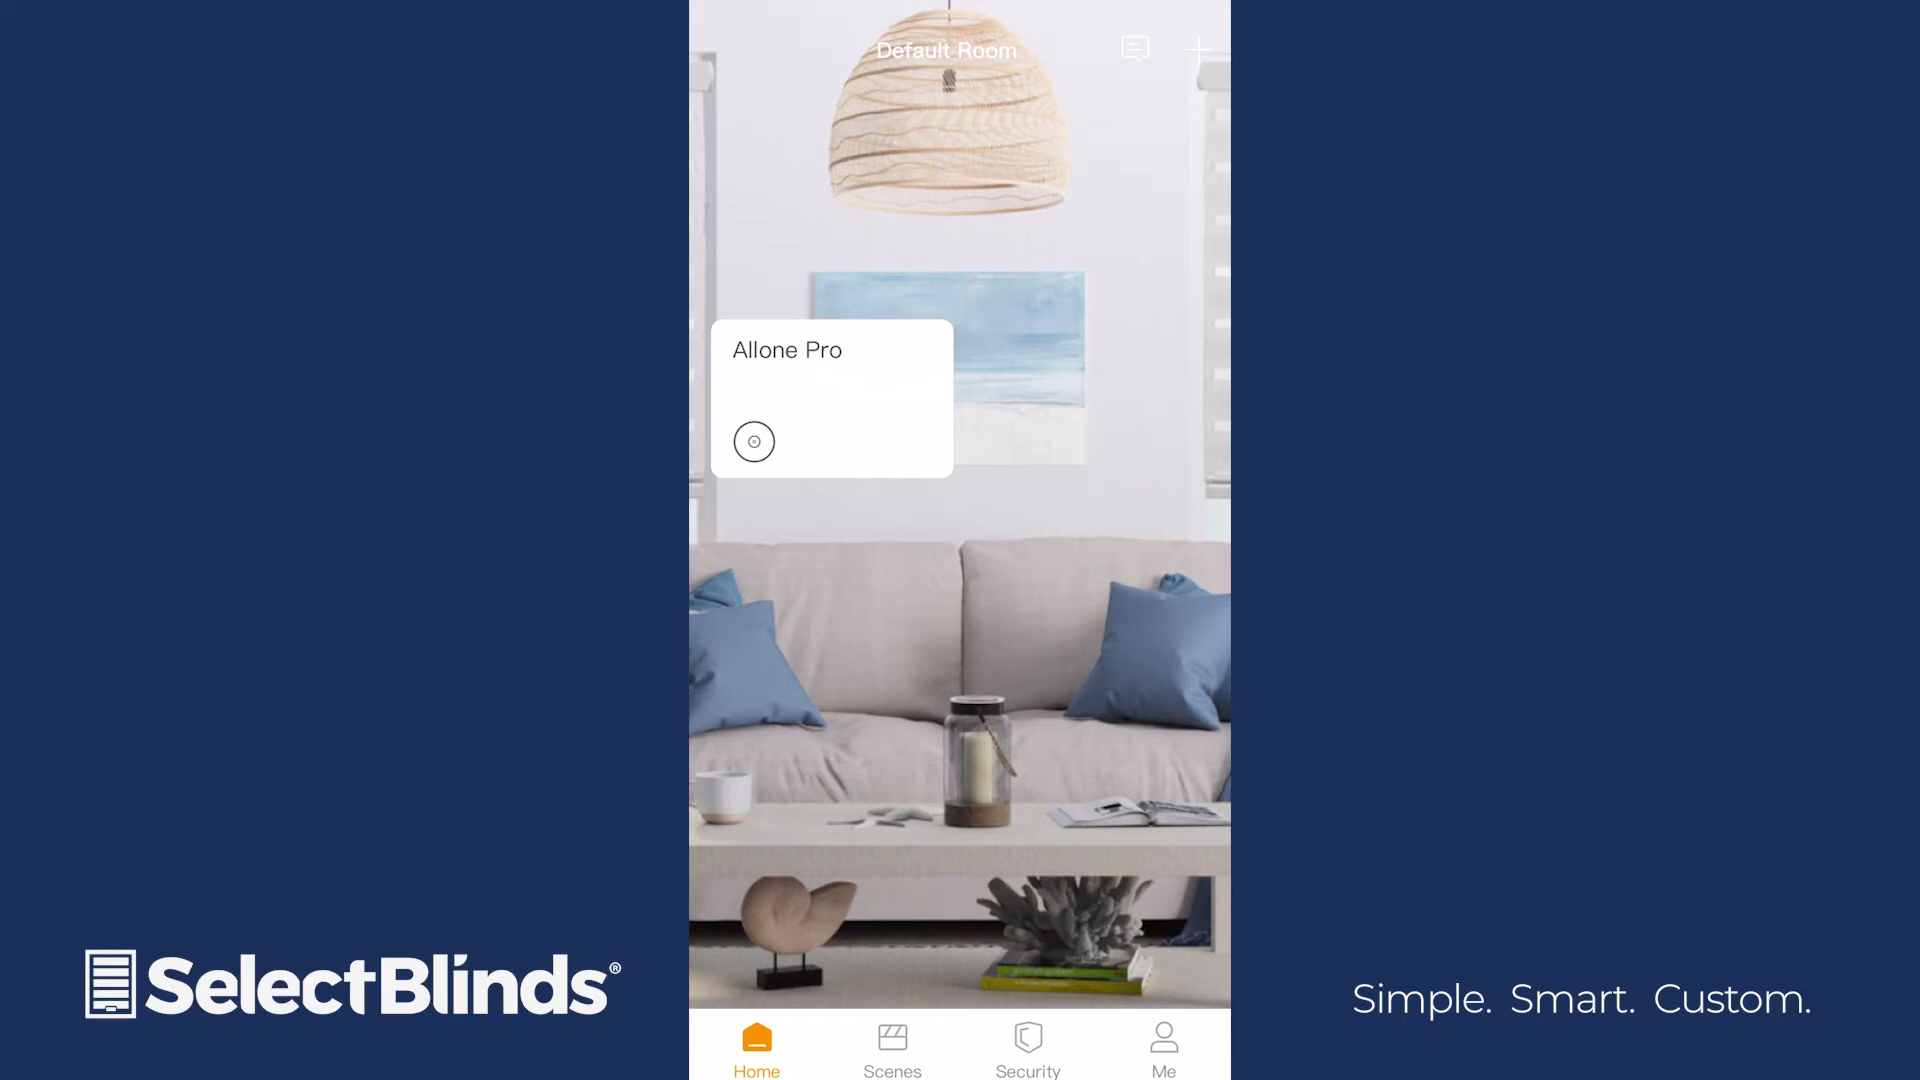 Default Room
Allone Pro
SelectBlinds®
Simple. Smart. Custom.
Home
Scenes
Security
Me